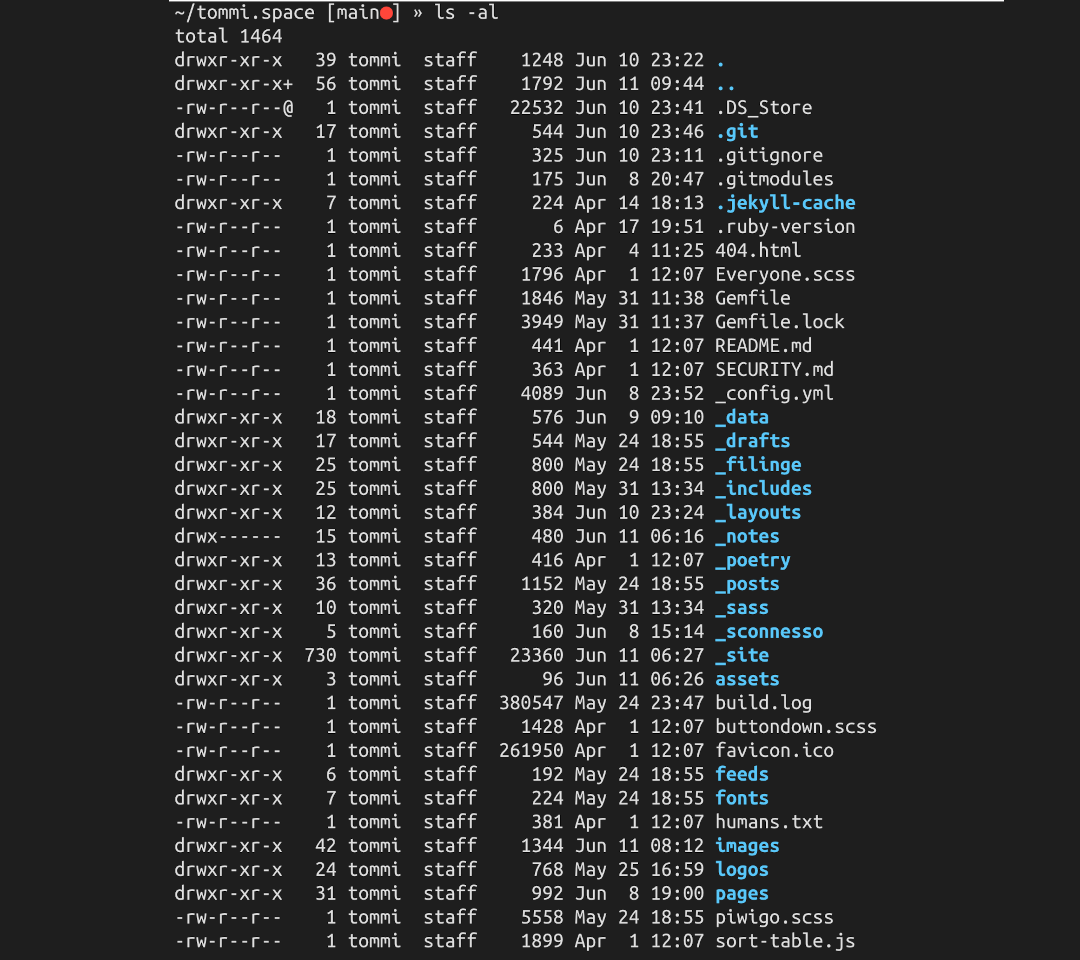 ~/tommi.space [main●] » ls -al
total 1464
drwxr-xr-x   39 tommi  staff    1248 Jun 10 23:22 .
drwxr-xr-x+  56 tommi  staff    1792 Jun 11 09:44 ..
-rw-r--r--@   1 tommi  staff   22532 Jun 10 23:41 .DS_Store
drwxr-xr-x   17 tommi  staff     544 Jun 10 23:46 .git
-rw-r--r--    1 tommi  staff     325 Jun 10 23:11 .gitignore
-rw-r--r--    1 tommi  staff     175 Jun  8 20:47 .gitmodules
drwxr-xr-x    7 tommi  staff     224 Apr 14 18:13 .jekyll-cache
-rw-r--r--    1 tommi  staff       6 Apr 17 19:51 .ruby-version
-rw-r--r--    1 tommi  staff     233 Apr  4 11:25 404.html
-rw-r--r--    1 tommi  staff    1796 Apr  1 12:07 Everyone.scss
-rw-r--r--    1 tommi  staff    1846 May 31 11:38 Gemfile
-rw-r--r--    1 tommi  staff    3949 May 31 11:37 Gemfile.lock
-rw-r--r--    1 tommi  staff     441 Apr  1 12:07 README.md
-rw-r--r--    1 tommi  staff     363 Apr  1 12:07 SECURITY.md
-rw-r--r--    1 tommi  staff    4089 Jun  8 23:52 _config.yml
drwxr-xr-x   18 tommi  staff     576 Jun  9 09:10 _data
drwxr-xr-x   17 tommi  staff     544 May 24 18:55 _drafts
drwxr-xr-x   25 tommi  staff     800 May 24 18:55 _filinge
drwxr-xr-x   25 tommi  staff     800 May 31 13:34 _includes
drwxr-xr-x   12 tommi  staff     384 Jun 10 23:24 _layouts
drwx------   15 tommi  staff     480 Jun 11 06:16 _notes
drwxr-xr-x   13 tommi  staff     416 Apr  1 12:07 _poetry
drwxr-xr-x   36 tommi  staff    1152 May 24 18:55 _posts
drwxr-xr-x   10 tommi  staff     320 May 31 13:34 _sass
drwxr-xr-x    5 tommi  staff     160 Jun  8 15:14 _sconnesso
drwxr-xr-x  730 tommi  staff   23360 Jun 11 06:27 _site
drwxr-xr-x    3 tommi  staff      96 Jun 11 06:26 assets
-rw-r--r--    1 tommi  staff  380547 May 24 23:47 build.log
-rw-r--r--    1 tommi  staff    1428 Apr  1 12:07 buttondown.scss
-rw-r--r--    1 tommi  staff  261950 Apr  1 12:07 favicon.ico
drwxr-xr-x    6 tommi  staff     192 May 24 18:55 feeds
drwxr-xr-x    7 tommi  staff     224 May 24 18:55 fonts
-rw-r--r--    1 tommi  staff     381 Apr  1 12:07 humans.txt
drwxr-xr-x   42 tommi  staff    1344 Jun 11 08:12 images
drwxr-xr-x   24 tommi  staff     768 May 25 16:59 logos
drwxr-xr-x   31 tommi  staff     992 Jun  8 19:00 pages
-rw-r--r--    1 tommi  staff    5558 May 24 18:55 piwigo.scss
-rw-r--r--    1 tommi  staff    1899 Apr  1 12:07 sort-table.js